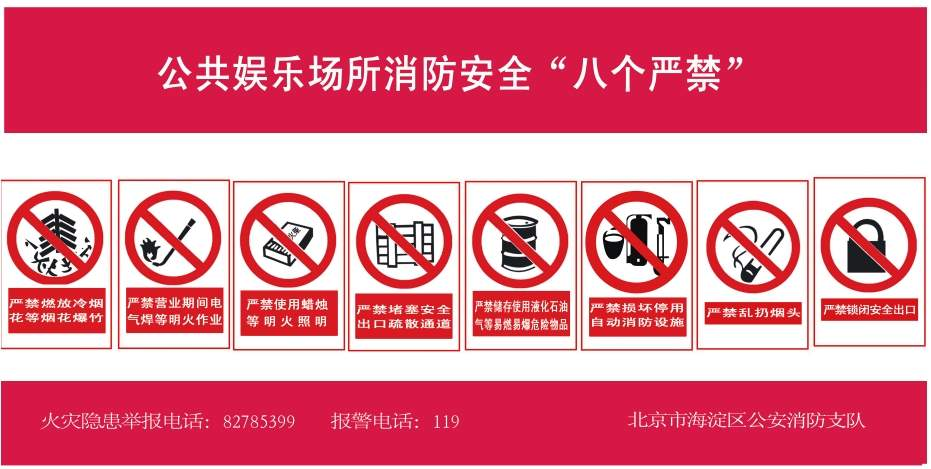 公共娱乐场所消防安全“八个严禁”
严禁燃放冷烟
花等烟花爆竹
严禁营业期间电
气焊等明火作业
严禁使用蜡烛
等明火照明
严禁堵塞安全
出口疏散通道
严禁储存使用液化石油
气等易燃易爆危险物品
严禁损坏停用
自动消防设施
严禁乱扔烟头
严禁锁闭安全出口
火灾隐患举报电话：82785399 报警电话：119 北京市海淀区公安消防支队